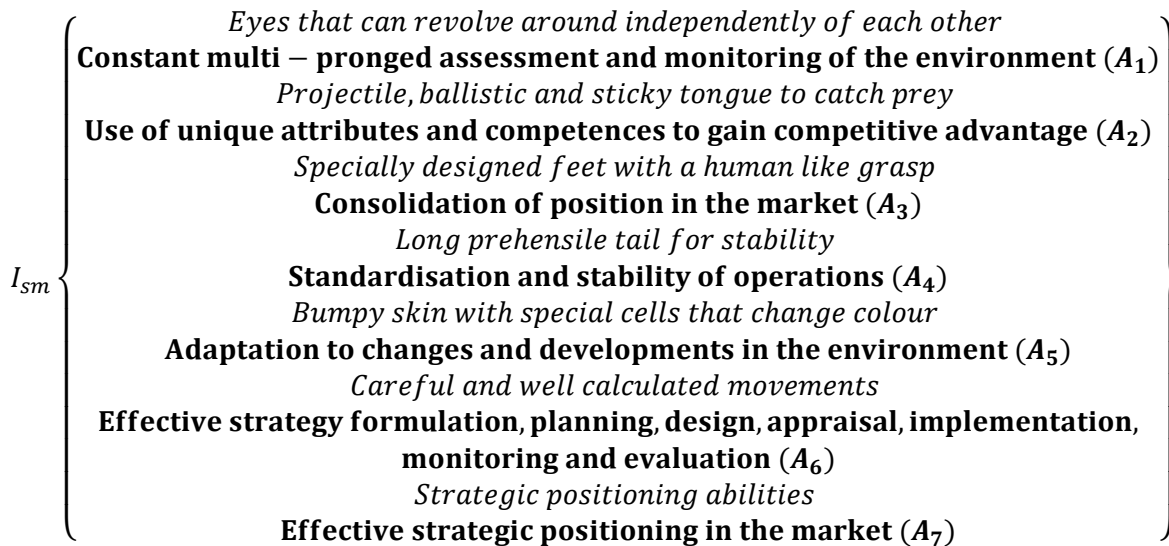 Eyes that can revolve around independently of each other
Constant multi − pronged assessment and monitoring of the environment (A₁)
Projectile, ballistic and sticky tongue to catch prey
Use of unique attributes and competences to gain competitive advantage (A₂)
Specially designed feet with a human like grasp
Consolidation of position in the market (A₃)
Long prehensile tail for stability
I_sm { Standardisation and stability of operations (A₄) }
Bumpy skin with special cells that change colour
Adaptation to changes and developments in the environment (A₅)
Careful and well calculated movements
Effective strategy formulation, planning, design, appraisal, implementation,
monitoring and evaluation (A₆)
Strategic positioning abilities
Effective strategic positioning in the market (A₇)